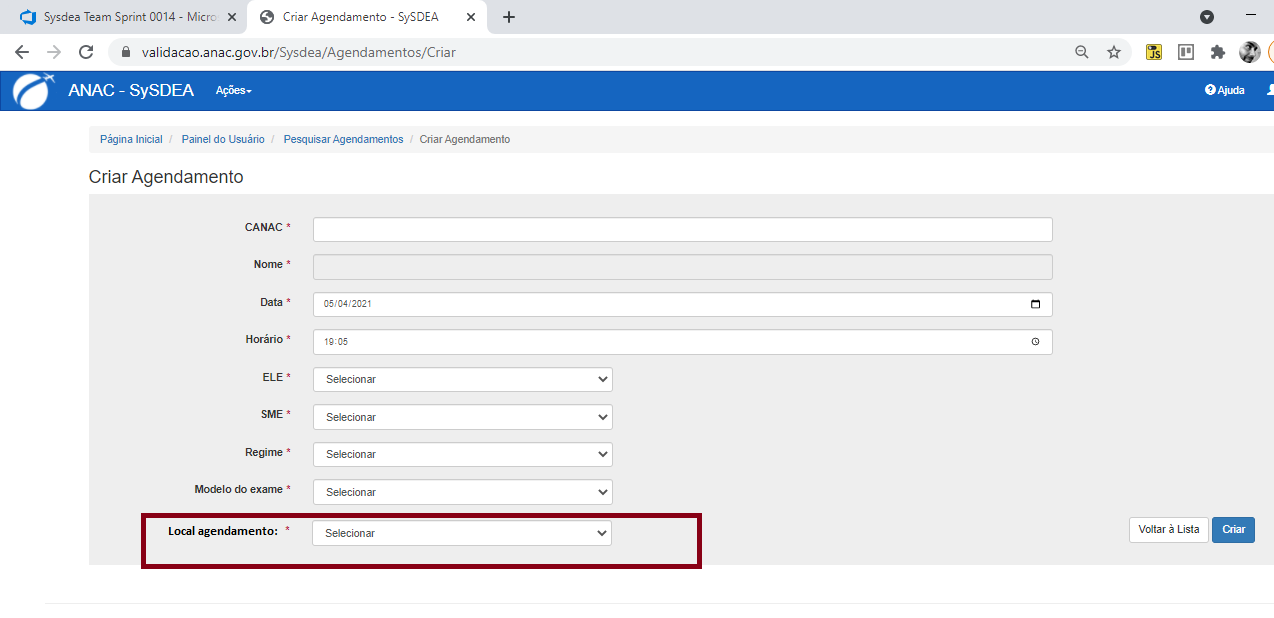 Sysdea Team Sprint 0014 - Micro
Criar Agendamento - SySDEA
validacao.anac.gov.br/Sysdea/Agendamentos/Criar
JS
ANAC - SySDEA Ações
Ajuda
Página Inicial / Painel do Usuário / Pesquisar Agendamentos / Criar Agendamento
Criar Agendamento
CANAC *
Nome *
Data * 05/04/2021
Horário * 19:05
ELE * Selecionar
SME * Selecionar
Regime * Selecionar
Modelo do exame * Selecionar
Local agendamento: * Selecionar
Voltar à Lista Criar